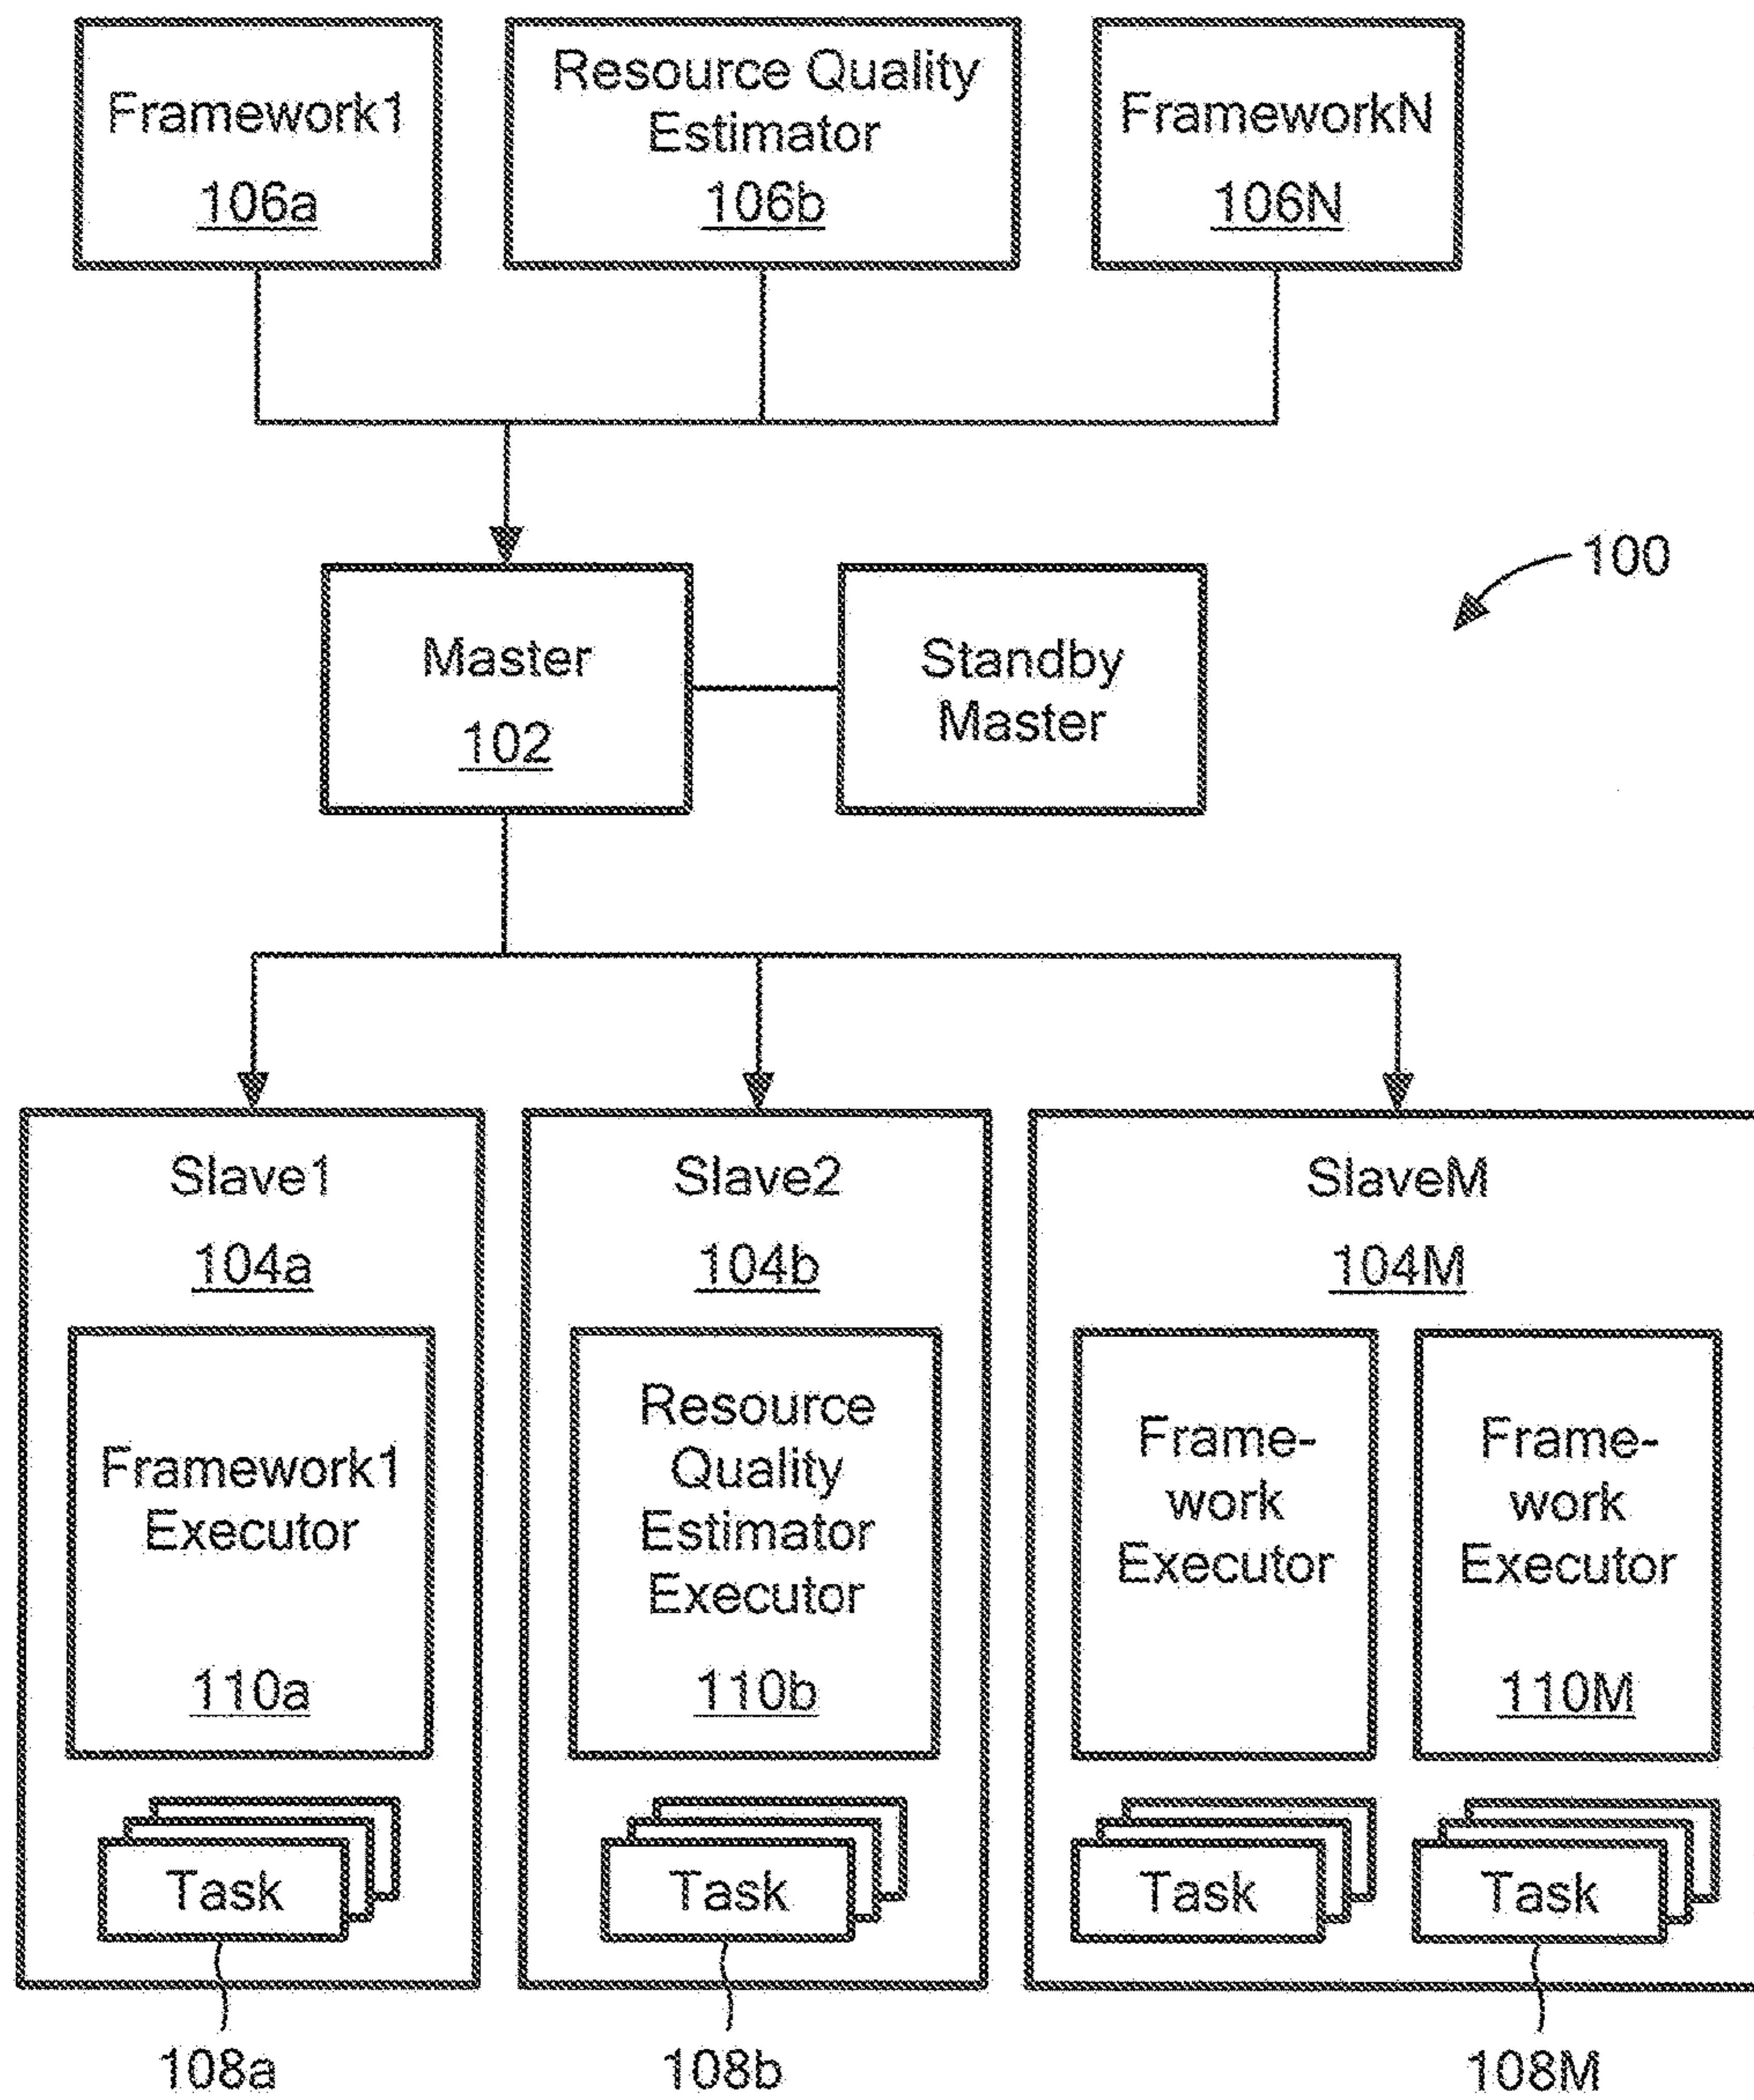 Framework1
106a
Resource Quality
Estimator
106b
FrameworkN
106N
100
Master
102
Standby
Master
Slave1
104a
Framework1
Executor
110a
Task
108a
Slave2
104b
Resource
Quality
Estimator
Executor
110b
Task
108b
SlaveM
104M
Frame-
work
Executor
Task
Frame-
work
Executor
110M
Task
108M